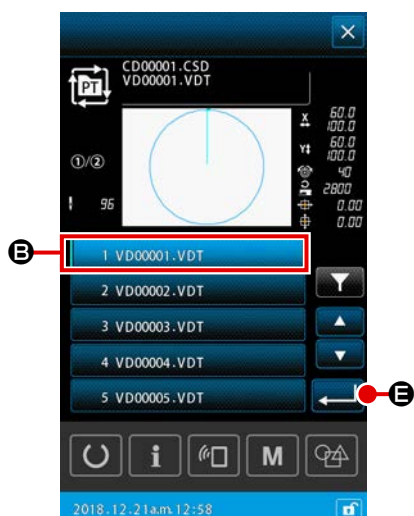 CD00001.CSD
VD00001.VDT
PT
X 60.0
100.0
Y 60.0
100.0
①/②
40
2800
96
0.00
0.00
B
1 VD00001.VDT
2 VD00002.VDT
3 VD00003.VDT
4 VD00004.VDT
5 VD00005.VDT
E
i
M
2018.12.21a.m.12:58